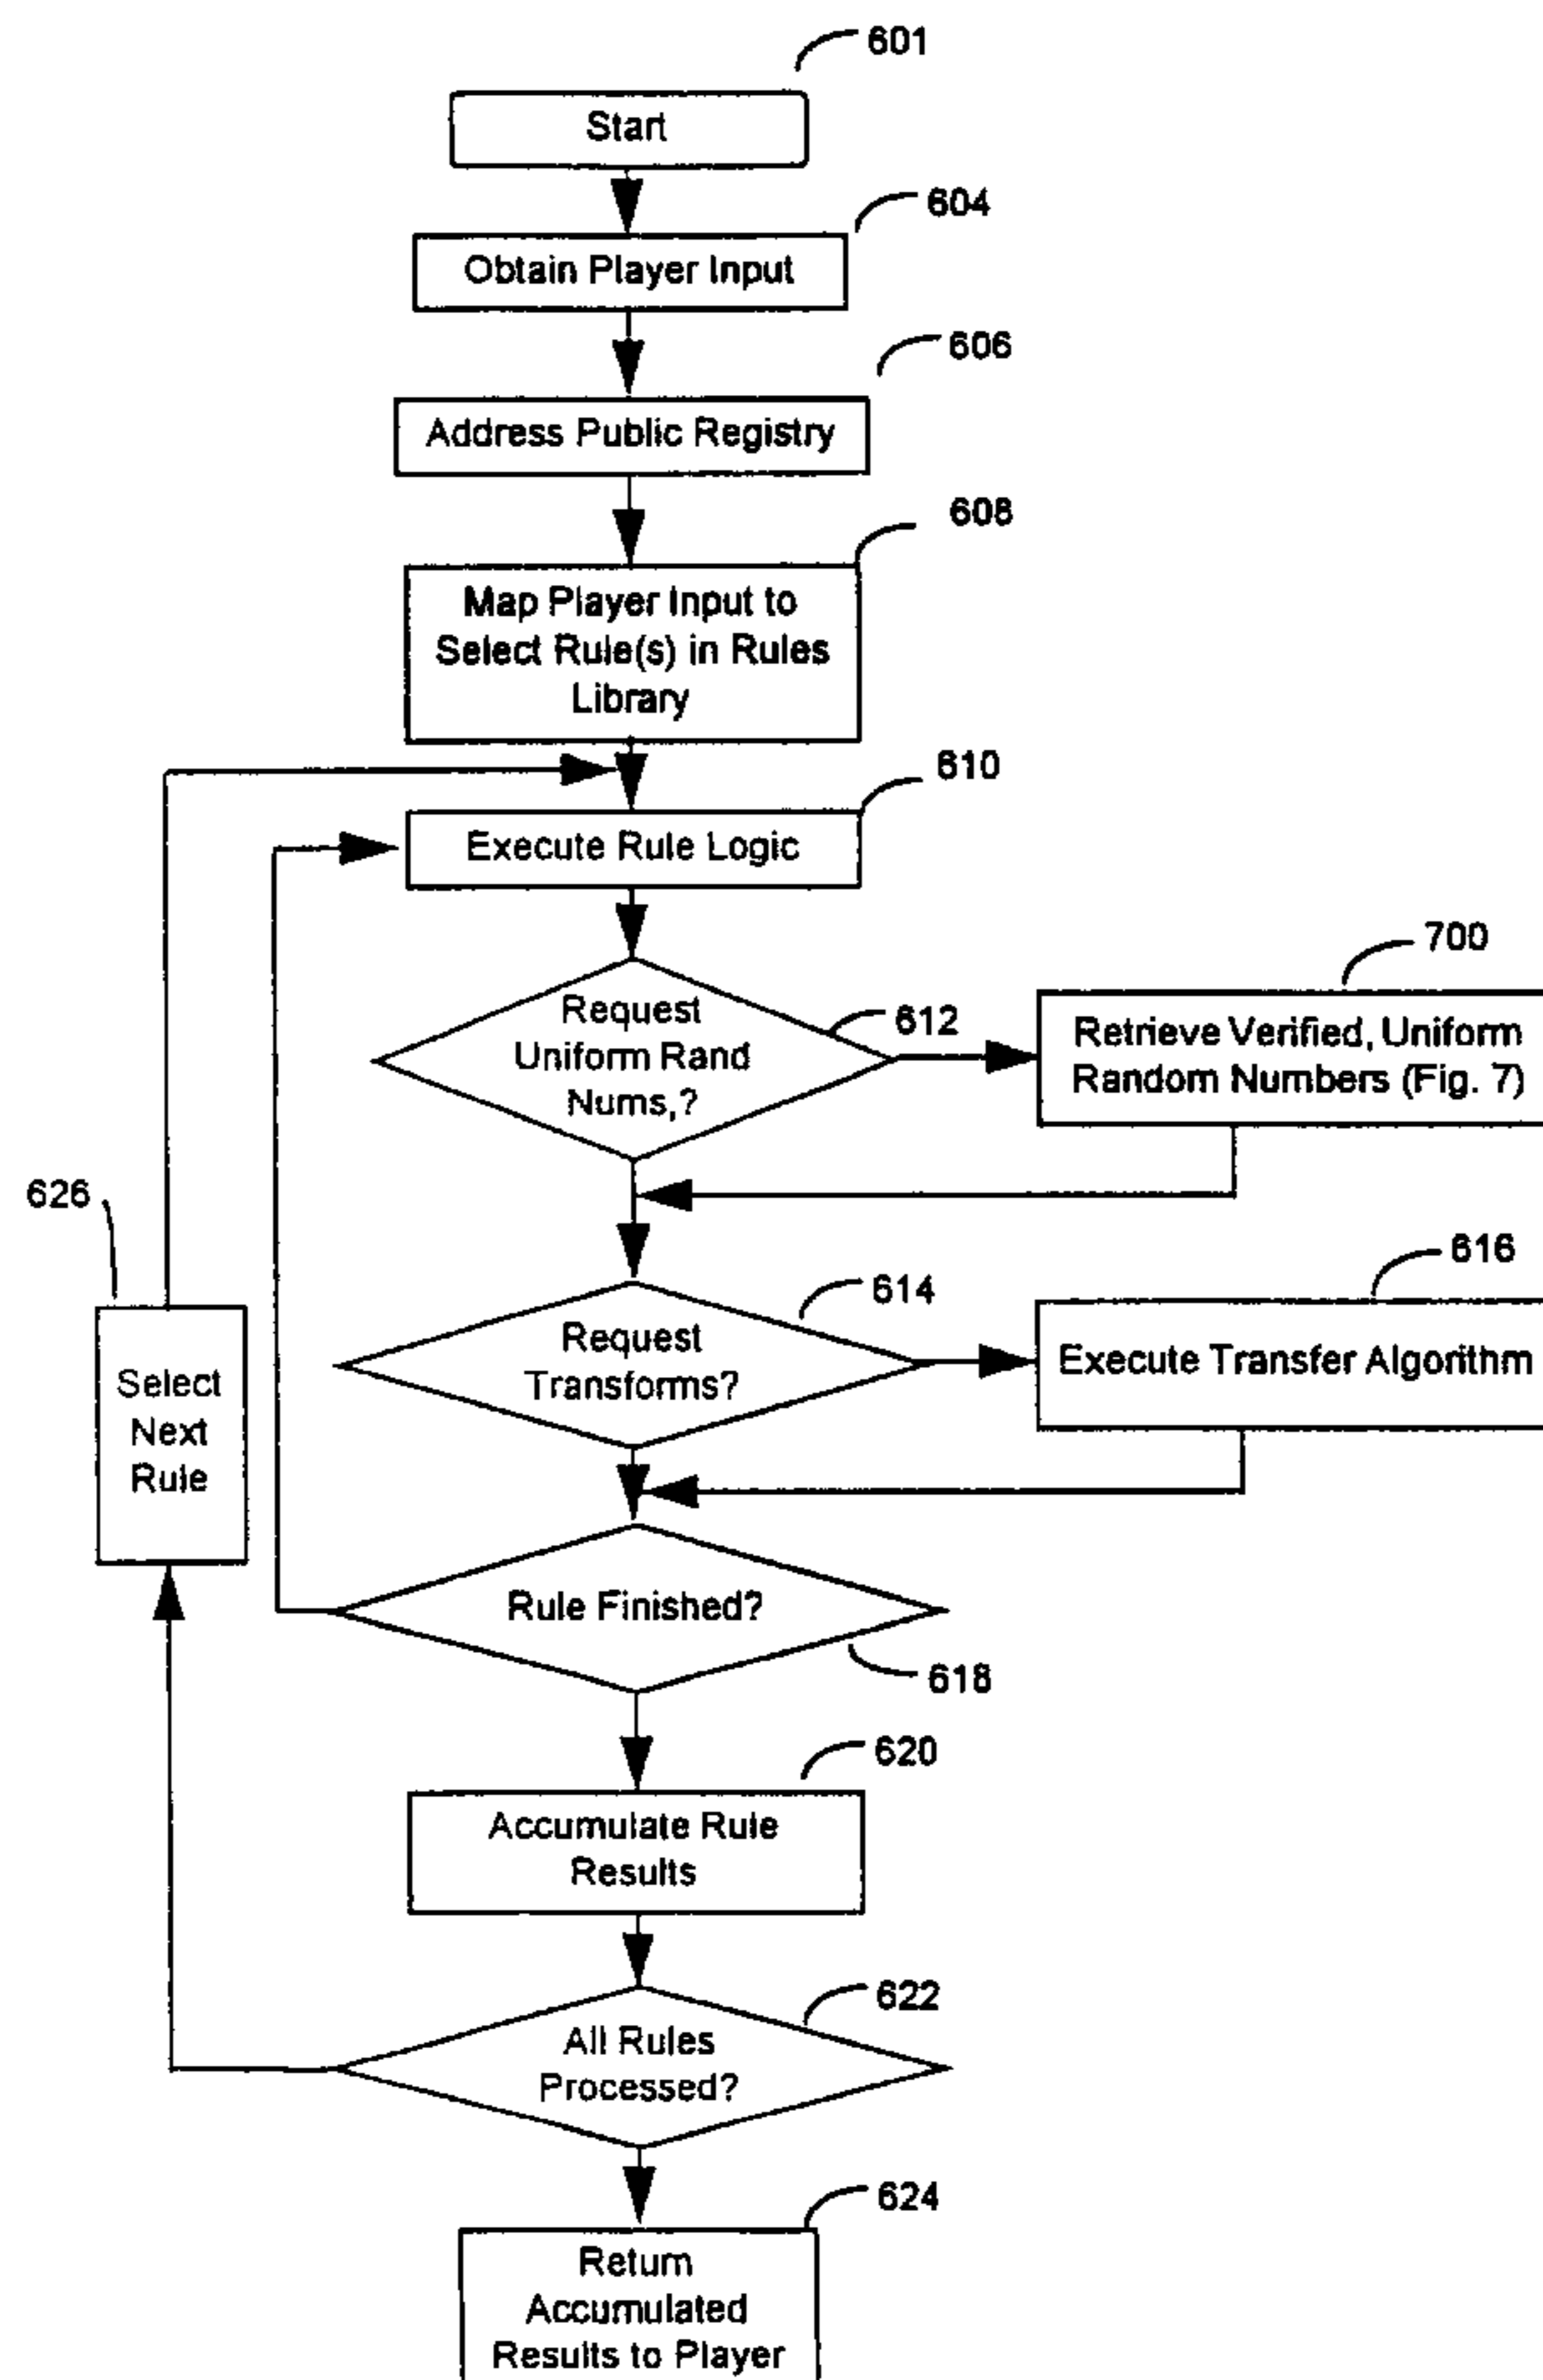 601
Start
604
Obtain Player Input
606
Address Public Registry
608
Map Player Input to
Select Rule(s) in Rules
Library
610
Execute Rule Logic
612
Request
Uniform Rand
Nums,?
700
Retrieve Verified, Uniform
Random Numbers (Fig. 7)
614
Request
Transforms?
616
Execute Transfer Algorithm
626
Select
Next
Rule
Rule Finished?
618
620
Accumulate Rule
Results
622
All Rules
Processed?
624
Return
Accumulated
Results to Player